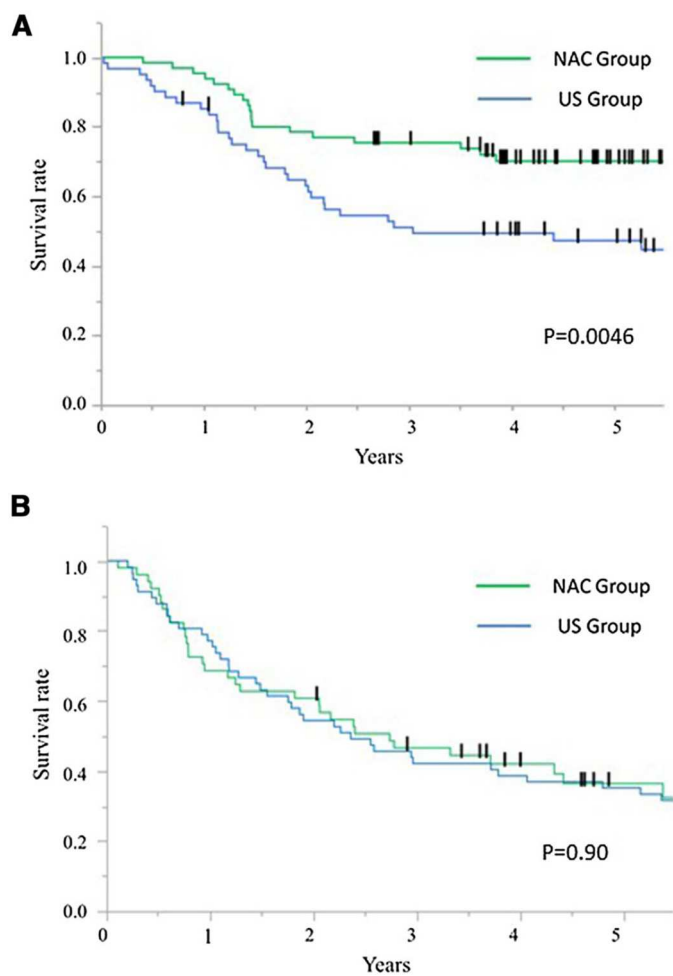 A
Survival rate
1.0
0.8
0.6
0.4
0.2
0.0
NAC Group
US Group
P=0.0046
0 1 2 3 4 5
Years
B
Survival rate
1.0
0.8
0.6
0.4
0.2
0.0
NAC Group
US Group
P=0.90
0 1 2 3 4 5
Years